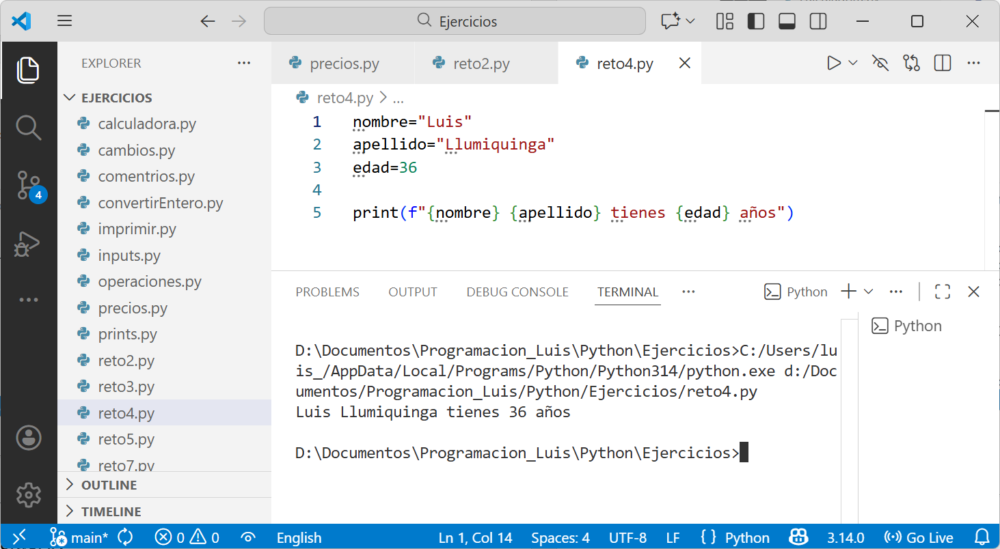 Ejercicios
EXPLORER
EJERCICIOS
calculadora.py
cambios.py
comentrios.py
convertirEntero.py
imprimir.py
inputs.py
operaciones.py
precios.py
prints.py
reto2.py
reto3.py
reto4.py
reto5.py
reto7.py
OUTLINE
TIMELINE
4
precios.py reto2.py reto4.py
reto4.py > ...
1 nombre="Luis"
2 apellido="Llumiquinga"
3 edad=36
4
5 print(f"{nombre} {apellido} tienes {edad} años")
PROBLEMS OUTPUT DEBUG CONSOLE TERMINAL ... Python
Python
D:\Documentos\Programacion_Luis\Python\Ejercicios>C:/Users/lu
is_/AppData/Local/Programs/Python/Python314/python.exe d:/Doc
umentos/Programacion_Luis/Python/Ejercicios/reto4.py
Luis Llumiquinga tienes 36 años
D:\Documentos\Programacion_Luis\Python\Ejercicios>
main* 0 0 English Ln 1, Col 14 Spaces: 4 UTF-8 LF { } Python 3.14.0 Go Live